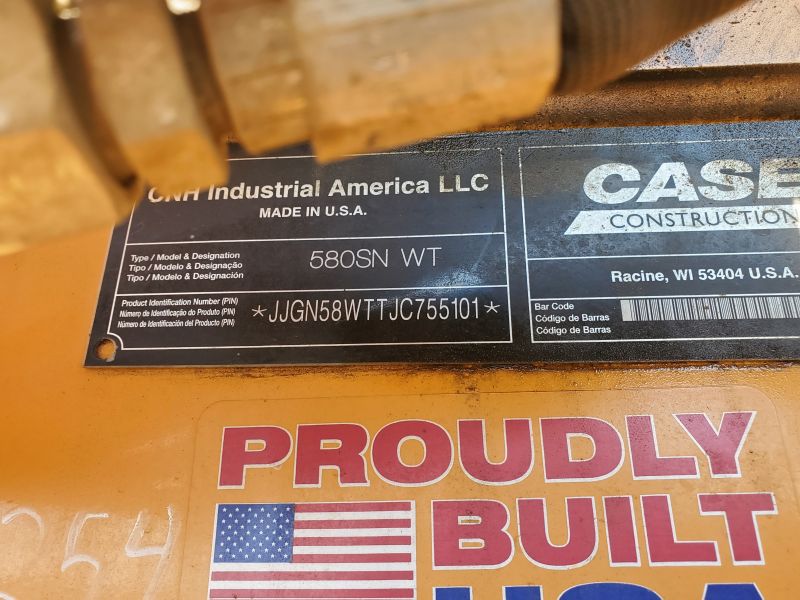 CNH Industrial America LLC
MADE IN U.S.A.
Type / Model & Designation
Tipo / Modelo & Designação
Tipo / Modelo & Designación
580SN WT
Product Identification Number (PIN)
Número de Identificação do Produto (PIN)
Número de Identificación del Producto (PIN)
*JJGN58WTTJC755101*
CASE
CONSTRUCTION
Racine, WI 53404 U.S.A.
Bar Code
Código de Barras
Código de Barras
PROUDLY
BUILT
USA
254